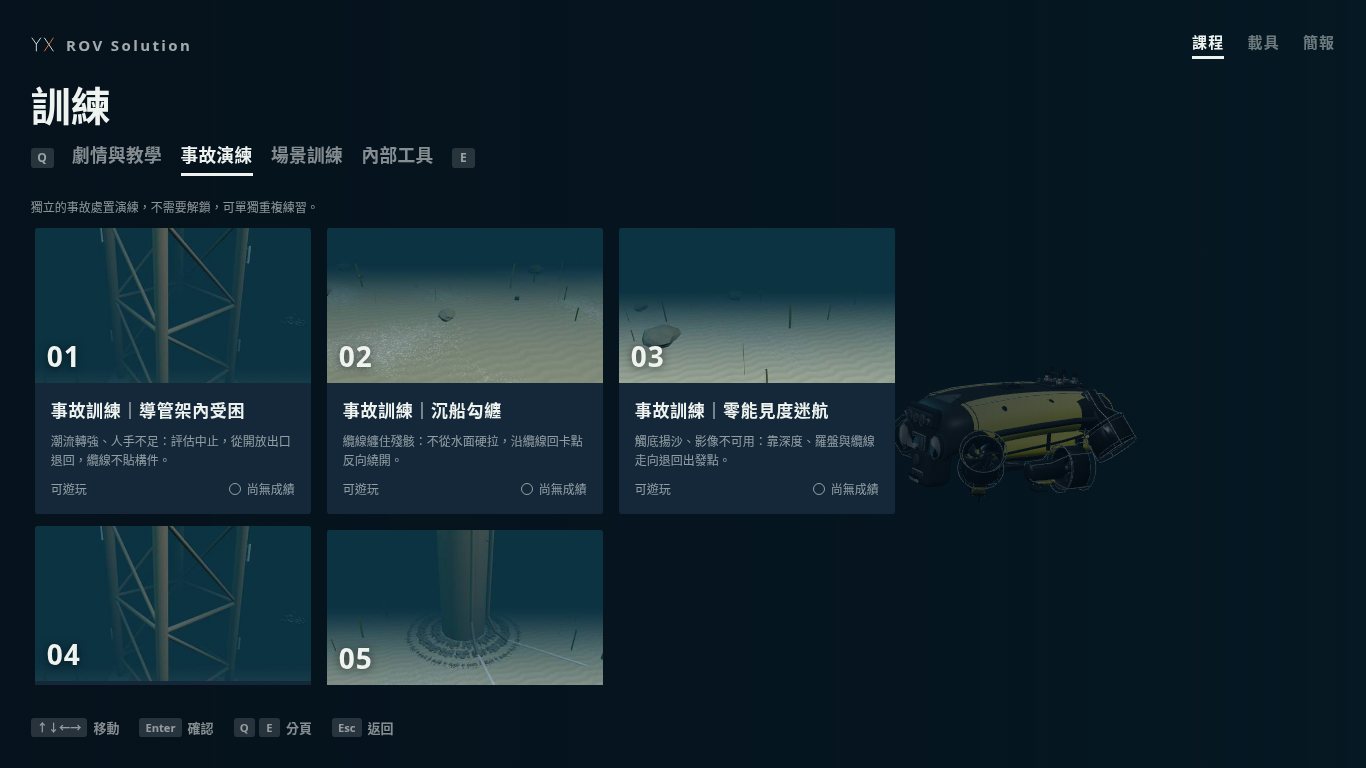 YX ROV Solution
課程 載具 簡報
訓練
Q 劇情與教學 事故演練 場景訓練 內部工具 E
獨立的事故處置演練，不需要解鎖，可單獨重複練習。
01
事故訓練｜導管架內受困
潮流轉強、人手不足：評估中止，從開放出口
退回，纜線不貼構件。
可遊玩 尚無成績
02
事故訓練｜沉船勾纏
纜線纏住殘骸：不從水面硬拉，沿纜線回卡點
反向繞開。
可遊玩 尚無成績
03
事故訓練｜零能見度迷航
觸底揚沙、影像不可用：靠深度、羅盤與纜線
走向退回出發點。
可遊玩 尚無成績
04
05
↑↓←→ 移動 Enter 確認 Q E 分頁 Esc 返回